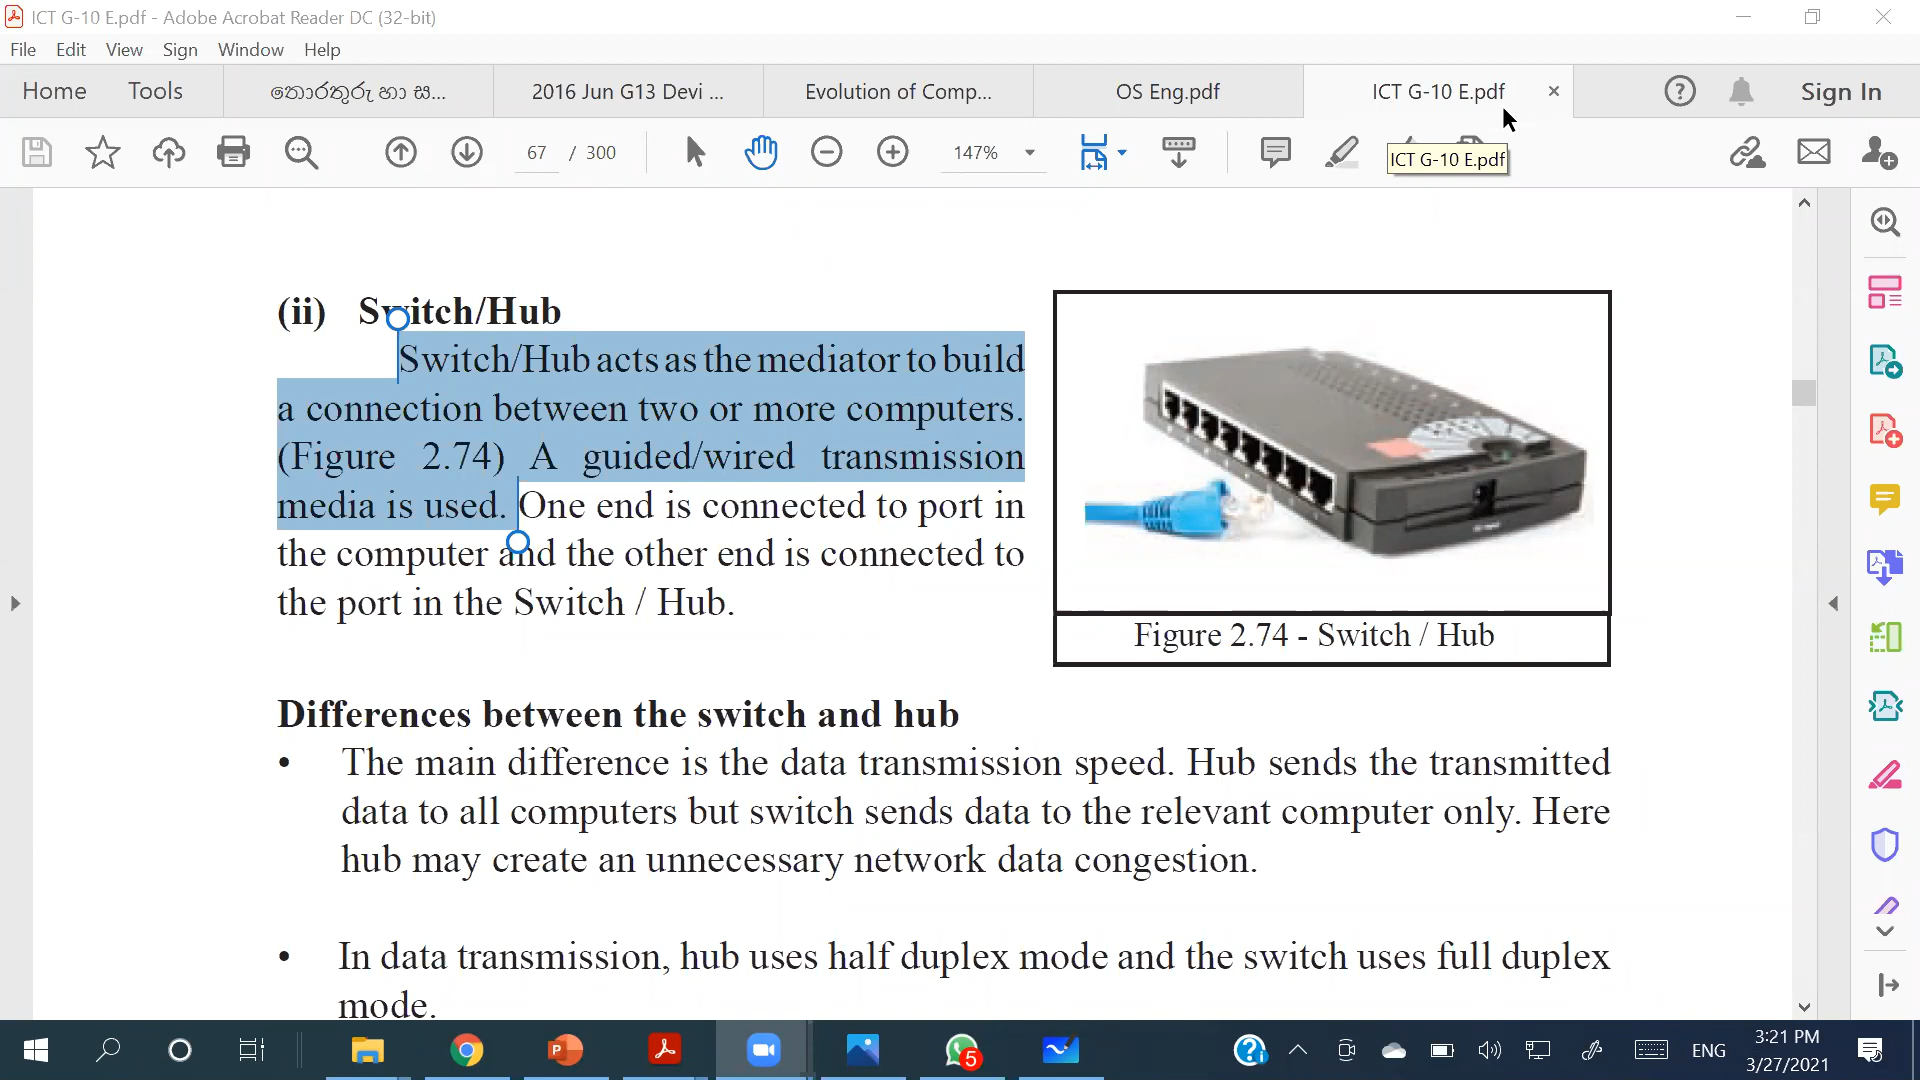 ICT G-10 E.pdf - Adobe Acrobat Reader DC (32-bit)
File Edit View Sign Window Help
Home Tools තොරතුරු හා ස... 2016 Jun G13 Devi ... Evolution of Comp... OS Eng.pdf ICT G-10 E.pdf × Sign In
67 / 300 147%
ICT G-10 E.pdf
(ii) Switch/Hub
Switch/Hub acts as the mediator to build
a connection between two or more computers.
(Figure 2.74) A guided/wired transmission
media is used. One end is connected to port in
the computer and the other end is connected to
the port in the Switch / Hub.
Figure 2.74 - Switch / Hub
Differences between the switch and hub
• The main difference is the data transmission speed. Hub sends the transmitted
data to all computers but switch sends data to the relevant computer only. Here
hub may create an unnecessary network data congestion.
• In data transmission, hub uses half duplex mode and the switch uses full duplex
mode.
5
ENG
3:21 PM
3/27/2021